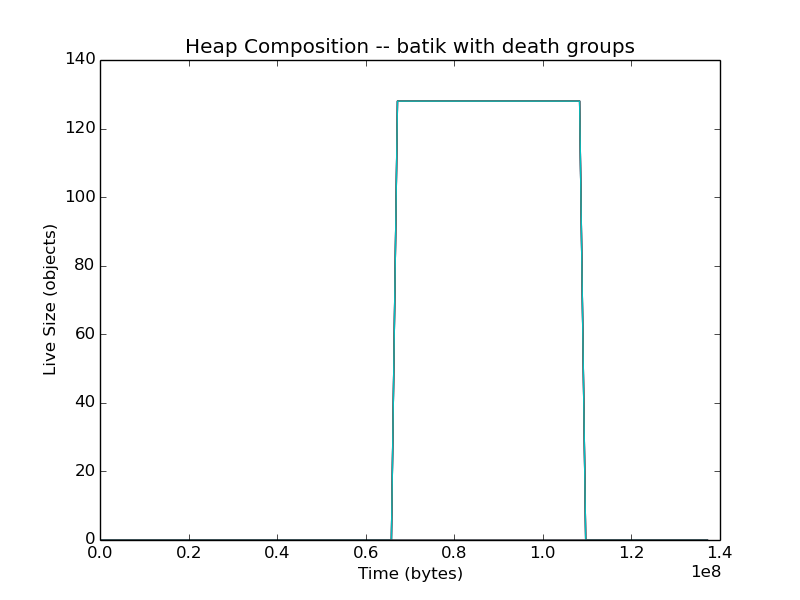 Heap Composition -- batik with death groups
140
120
100
80
60
40
20
0
Live Size (objects)
0.0 0.2 0.4 0.6 0.8 1.0 1.2 1.4
1e8
Time (bytes)